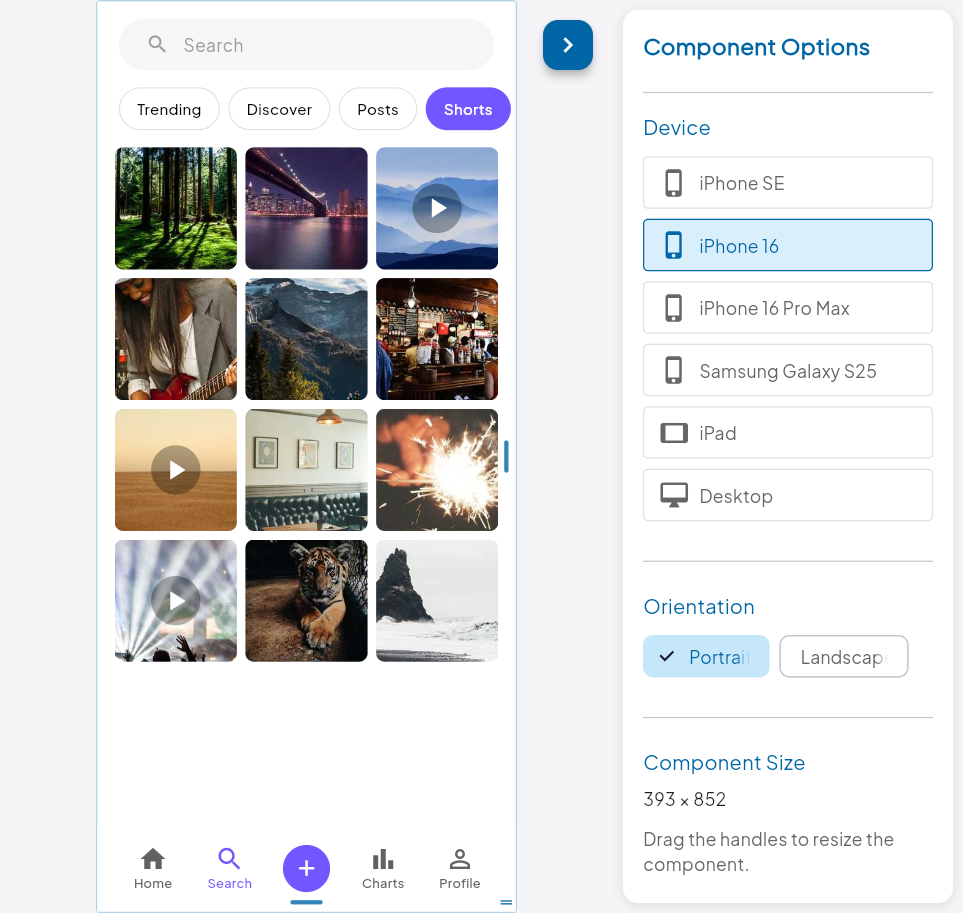 Search
Trending
Discover
Posts
Shorts
Home
Search
Charts
Profile
Component Options
Device
iPhone SE
iPhone 16
iPhone 16 Pro Max
Samsung Galaxy S25
iPad
Desktop
Orientation
Portrait
Landscap
Component Size
393 × 852
Drag the handles to resize the
component.